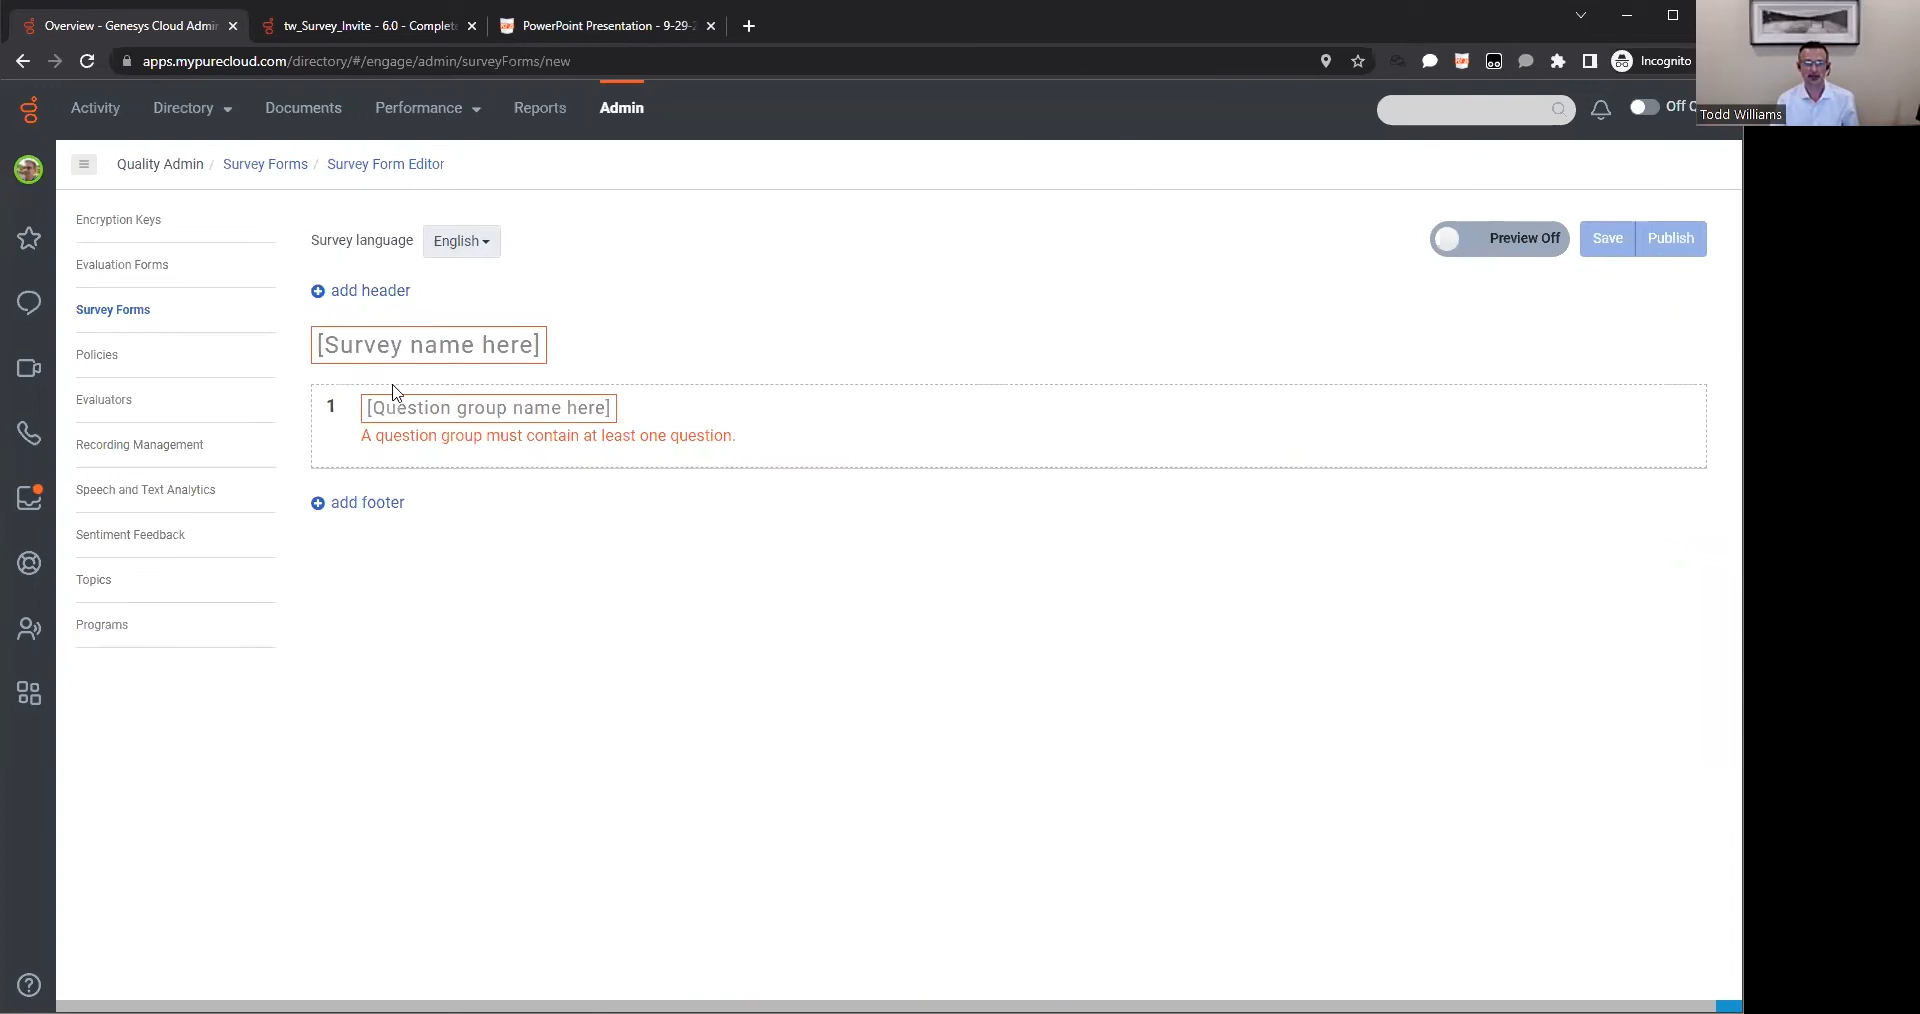 Overview - Genesys Cloud Admin
tw_Survey_Invite - 6.0 - Complete
PowerPoint Presentation - 9-29-2
apps.mypurecloud.com/directory/#/engage/admin/surveyForms/new
Incognito
Activity
Directory
Documents
Performance
Reports
Admin
Off
Todd Williams
Quality Admin / Survey Forms / Survey Form Editor
Encryption Keys
Evaluation Forms
Survey Forms
Policies
Evaluators
Recording Management
Speech and Text Analytics
Sentiment Feedback
Topics
Programs
Survey language
English
Preview Off
Save
Publish
add header
[Survey name here]
1
[Question group name here]
A question group must contain at least one question.
add footer